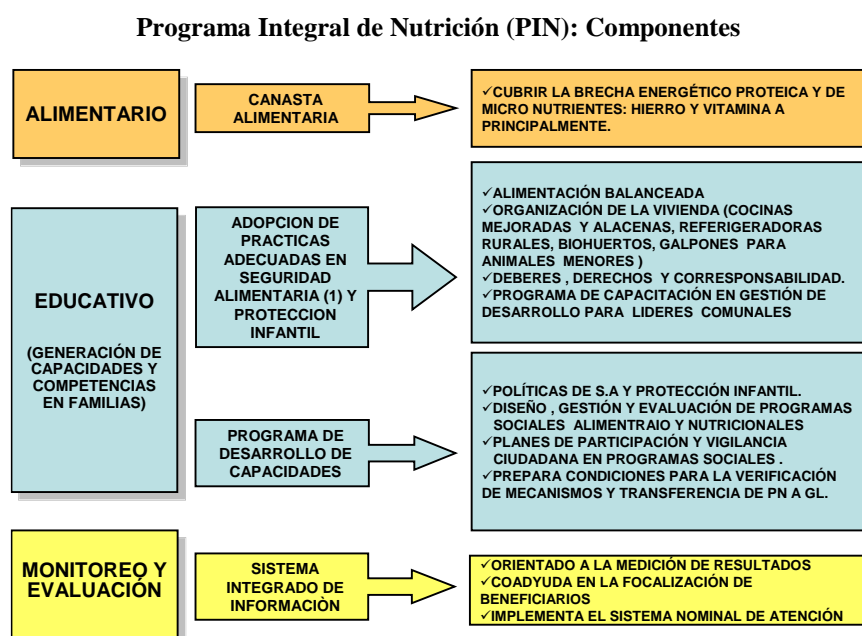 Programa Integral de Nutrición (PIN): Componentes
ALIMENTARIO
CANASTA
ALIMENTARIA
✓CUBRIR LA BRECHA ENERGÉTICO PROTEICA Y DE
MICRO NUTRIENTES: HIERRO Y VITAMINA A
PRINCIPALMENTE.
EDUCATIVO
(GENERACIÓN DE
CAPACIDADES Y
COMPETENCIAS
EN FAMILIAS)
ADOPCION DE
PRACTICAS
ADECUADAS EN
SEGURIDAD
ALIMENTARIA (1) Y
PROTECCION
INFANTIL
✓ALIMENTACIÓN BALANCEADA
✓ORGANIZACIÓN DE LA VIVIENDA (COCINAS
MEJORADAS Y ALACENAS, REFERIGERADORAS
RURALES, BIOHUERTOS, GALPONES PARA
ANIMALES MENORES )
✓DEBERES , DERECHOS Y CORRESPONSABILIDAD.
✓PROGRAMA DE CAPACITACIÓN EN GESTIÓN DE
DESARROLLO PARA LIDERES COMUNALES
PROGRAMA DE
DESARROLLO DE
CAPACIDADES
✓POLÍTICAS DE S.A Y PROTECCIÓN INFANTIL.
✓DISEÑO , GESTIÓN Y EVALUACIÓN DE PROGRAMAS
SOCIALES ALIMENTRAIO Y NUTRICIONALES
✓PLANES DE PARTICIPACIÓN Y VIGILANCIA
CIUDADANA EN PROGRAMAS SOCIALES .
✓PREPARA CONDICIONES PARA LA VERIFICACIÓN
DE MECANISMOS Y TRANSFERENCIA DE PN A GL.
MONITOREO Y
EVALUACIÓN
SISTEMA
INTEGRADO DE
INFORMACIÒN
✓ORIENTADO A LA MEDICIÓN DE RESULTADOS
✓COADYUDA EN LA FOCALIZACIÓN DE
BENEFICIARIOS
✓IMPLEMENTA EL SISTEMA NOMINAL DE ATENCIÓN